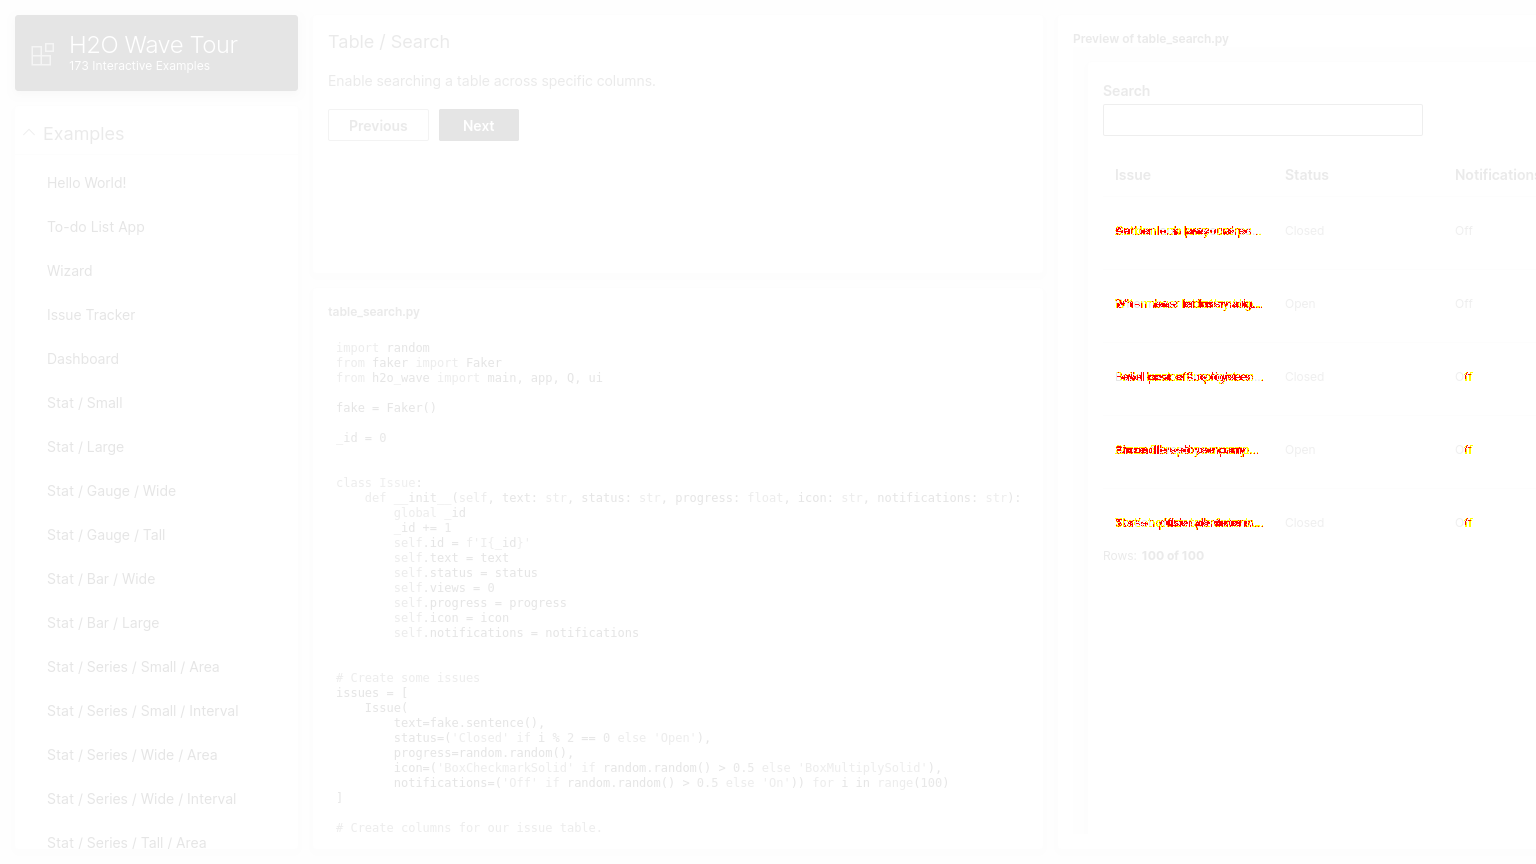 H2O Wave Tour
173 Interactive Examples
Examples
Hello World!
To-do List App
Wizard
Issue Tracker
Dashboard
Stat / Small
Stat / Large
Stat / Gauge / Wide
Stat / Gauge / Tall
Stat / Bar / Wide
Stat / Bar / Large
Stat / Series / Small / Area
Stat / Series / Small / Interval
Stat / Series / Wide / Area
Stat / Series / Wide / Interval
Stat / Series / Tall / Area
Table / Search
Enable searching a table across specific columns.
Previous Next
table_search.py
import random
from faker import Faker
from h2o_wave import main, app, Q, ui
fake = Faker()
_id = 0
class Issue:
def __init__(self, text: str, status: str, progress: float, icon: str, notifications: str):
global _id
_id += 1
self.id = f'I{_id}'
self.text = text
self.status = status
self.views = 0
self.progress = progress
self.icon = icon
self.notifications = notifications
# Create some issues
issues = [
Issue(
text=fake.sentence(),
status=('Closed' if i % 2 == 0 else 'Open'),
progress=random.random(),
icon=('BoxCheckmarkSolid' if random.random() > 0.5 else 'BoxMultiplySolid'),
notifications=('Off' if random.random() > 0.5 else 'On')) for i in range(100)
]
# Create columns for our issue table.
Preview of table_search.py
Search
Issue Status Notifications
Closed Off
Open Off
Closed
Open
Closed
Rows: 100 of 100